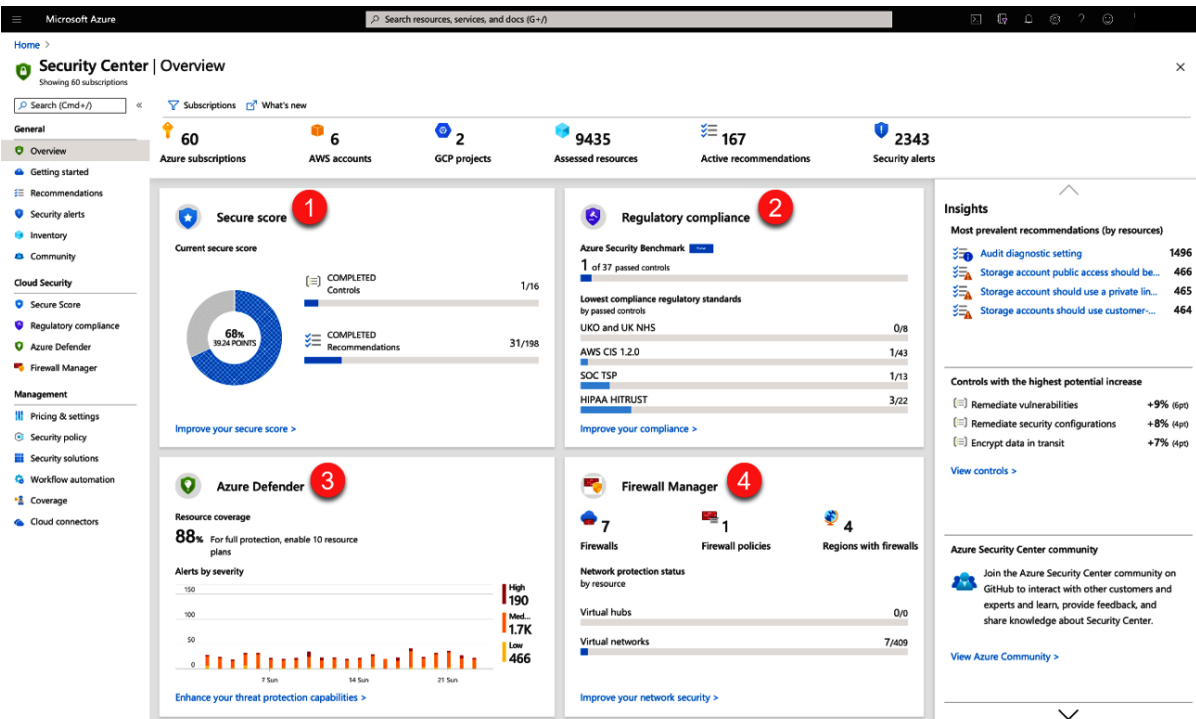 Microsoft Azure
Search resources, services, and docs (G+/)
Home >
Security Center | Overview
Showing 60 subscriptions
Search (Cmd+/)
«
Subscriptions
What's new
General
Overview
Getting started
Recommendations
Security alerts
Inventory
Community
Cloud Security
Secure Score
Regulatory compliance
Azure Defender
Firewall Manager
Management
Pricing & settings
Security policy
Security solutions
Workflow automation
Coverage
Cloud connectors
60
Azure subscriptions
6
AWS accounts
2
GCP projects
9435
Assessed resources
167
Active recommendations
2343
Security alerts
Secure score
1
Current secure score
68%
39.24 POINTS
COMPLETED
Controls
1/16
COMPLETED
Recommendations
31/198
Improve your secure score >
Regulatory compliance
2
Azure Security Benchmark
1 of 37 passed controls
Lowest compliance regulatory standards
by passed controls
UKO and UK NHS
0/8
AWS CIS 1.2.0
1/43
SOC TSP
1/13
HIPAA HITRUST
3/22
Improve your compliance >
Azure Defender
3
Resource coverage
88% For full protection, enable 10 resource
plans
Alerts by severity
150
100
50
0
7 Sun
14 Sun
21 Sun
High
190
Med...
1.7K
Low
466
Enhance your threat protection capabilities >
Firewall Manager
4
7
Firewalls
1
Firewall policies
4
Regions with firewalls
Network protection status
by resource
Virtual hubs
0/0
Virtual networks
7/409
Improve your network security >
Insights
Most prevalent recommendations (by resources)
Audit diagnostic setting
1496
Storage account public access should be...
466
Storage account should use a private lin...
465
Storage accounts should use customer-...
464
Controls with the highest potential increase
Remediate vulnerabilities
+9% (6pt)
Remediate security configurations
+8% (4pt)
Encrypt data in transit
+7% (4pt)
View controls >
Azure Security Center community
Join the Azure Security Center community on
GitHub to interact with other customers and
experts and learn, provide feedback, and
share knowledge about Security Center.
View Azure Community >